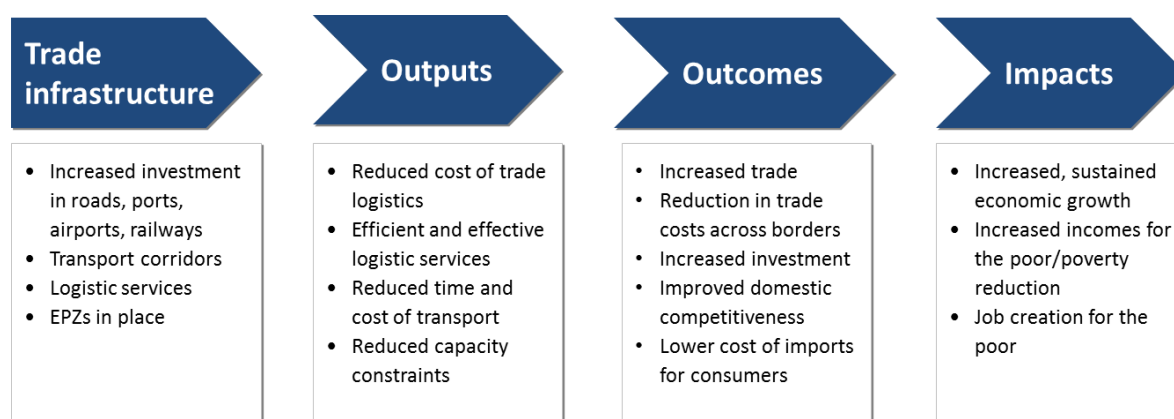 Trade
infrastructure
• Increased investment
in roads, ports,
airports, railways
• Transport corridors
• Logistic services
• EPZs in place
Outputs
• Reduced cost of trade
logistics
• Efficient and effective
logistic services
• Reduced time and
cost of transport
• Reduced capacity
constraints
Outcomes
• Increased trade
• Reduction in trade
costs across borders
• Increased investment
• Improved domestic
competitiveness
• Lower cost of imports
for consumers
Impacts
• Increased, sustained
economic growth
• Increased incomes for
the poor/poverty
reduction
• Job creation for the
poor